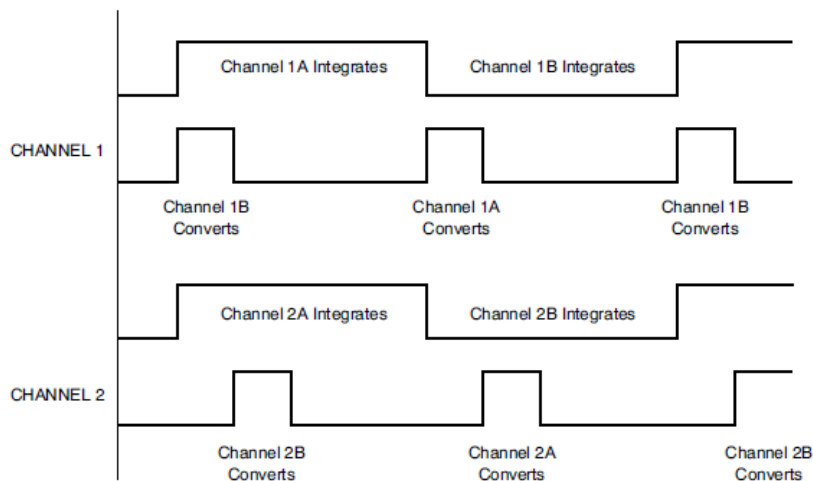 Channel 1A Integrates
Channel 1B Integrates
CHANNEL 1
Channel 1B
Converts
Channel 1A
Converts
Channel 1B
Converts
Channel 2A Integrates
Channel 2B Integrates
CHANNEL 2
Channel 2B
Converts
Channel 2A
Converts
Channel 2B
Converts